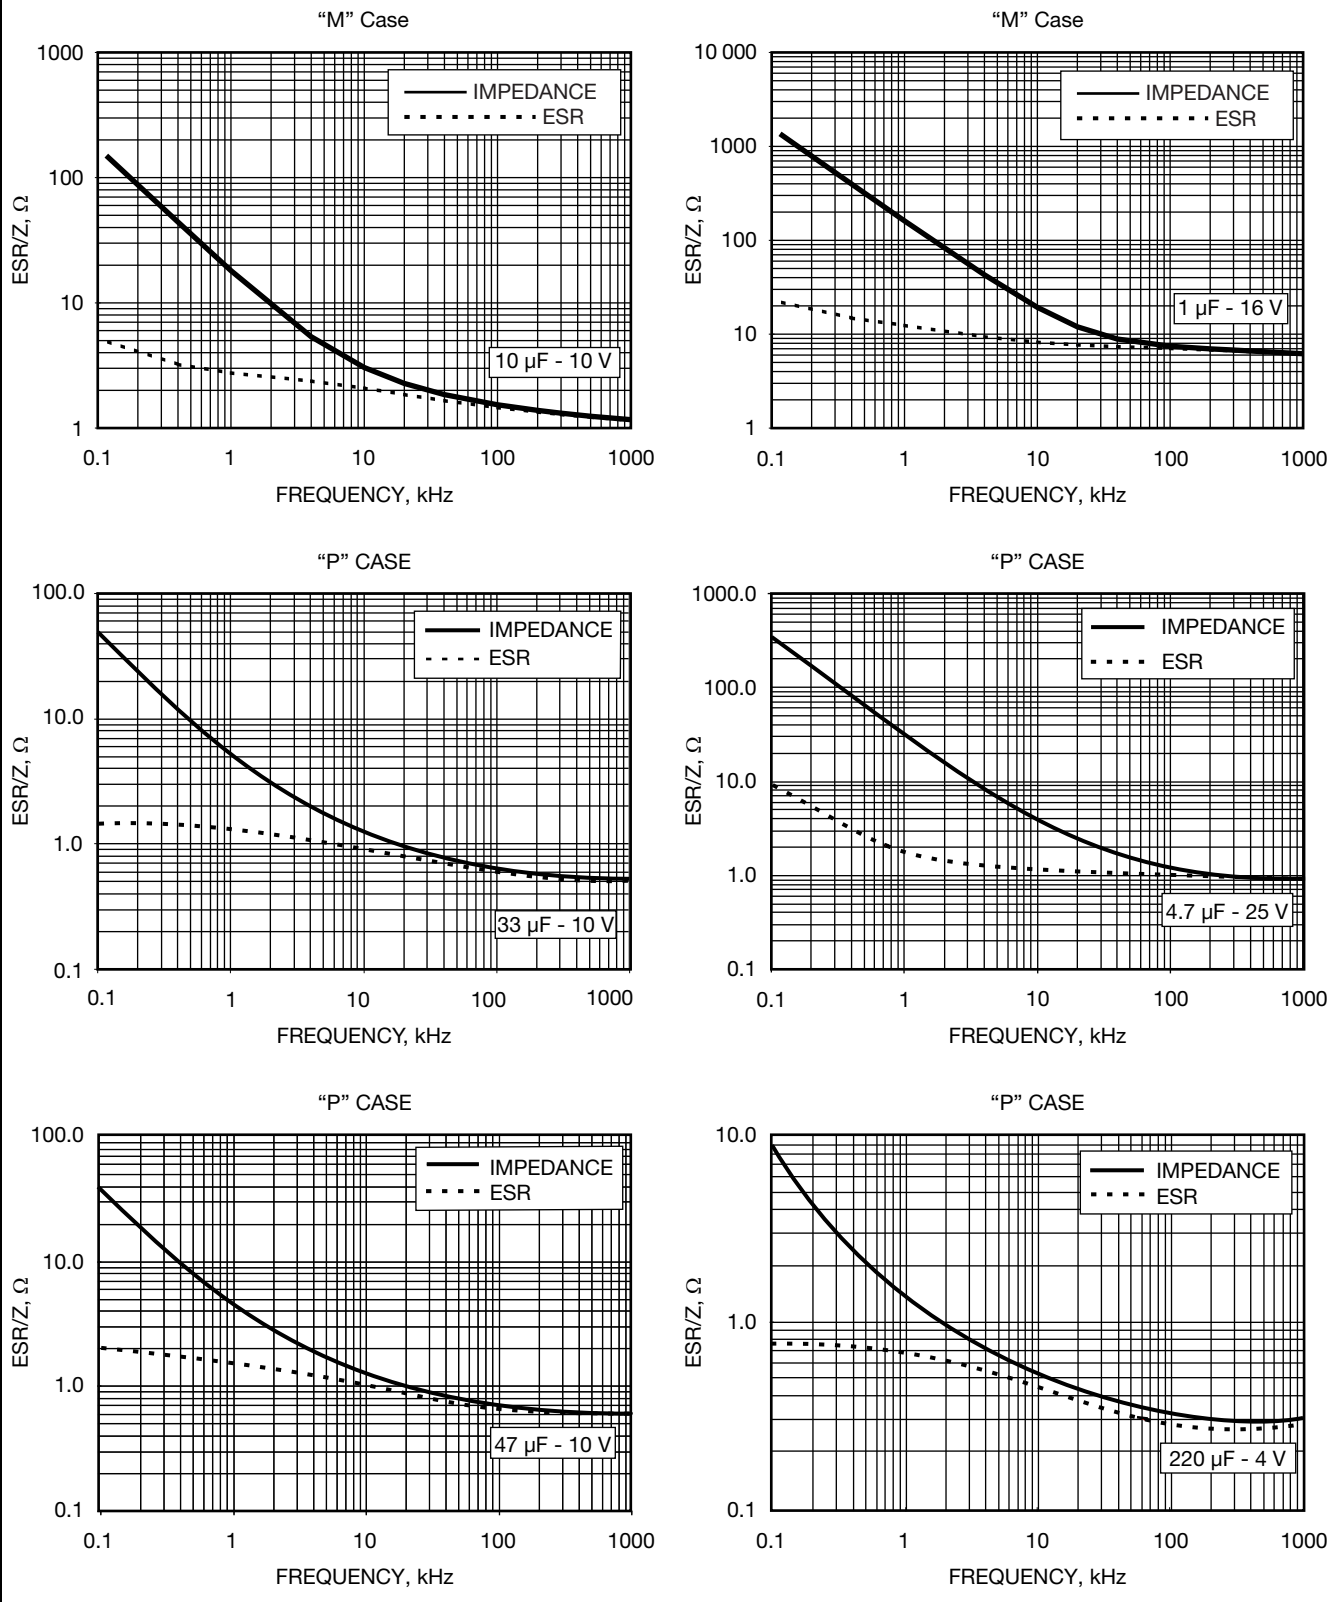 “M” Case
1000
100
10
1
ESR/Z, Ω
IMPEDANCE
ESR
10 µF - 10 V
0.1 1 10 100 1000
FREQUENCY, kHz
“M” Case
10 000
1000
100
10
1
ESR/Z, Ω
IMPEDANCE
ESR
1 µF - 16 V
0.1 1 10 100 1000
FREQUENCY, kHz
“P” CASE
100.0
10.0
1.0
0.1
ESR/Z, Ω
IMPEDANCE
ESR
33 µF - 10 V
0.1 1 10 100 1000
FREQUENCY, kHz
“P” CASE
1000.0
100.0
10.0
1.0
0.1
ESR/Z, Ω
IMPEDANCE
ESR
4.7 µF - 25 V
0.1 1 10 100 1000
FREQUENCY, kHz
“P” CASE
100.0
10.0
1.0
0.1
ESR/Z, Ω
IMPEDANCE
ESR
47 µF - 10 V
0.1 1 10 100 1000
FREQUENCY, kHz
“P” CASE
10.0
1.0
0.1
ESR/Z, Ω
IMPEDANCE
ESR
220 µF - 4 V
0.1 1 10 100 1000
FREQUENCY, kHz